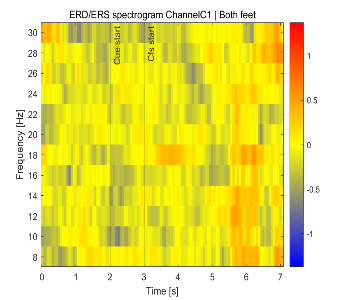 ERD/ERS spectrogram ChannelC1 | Both feet
Frequency [Hz]
30
28
26
24
22
20
18
16
14
12
10
8
Cue start
Cfs start
0 1 2 3 4 5 6 7
Time [s]
1
0.5
0
-0.5
-1